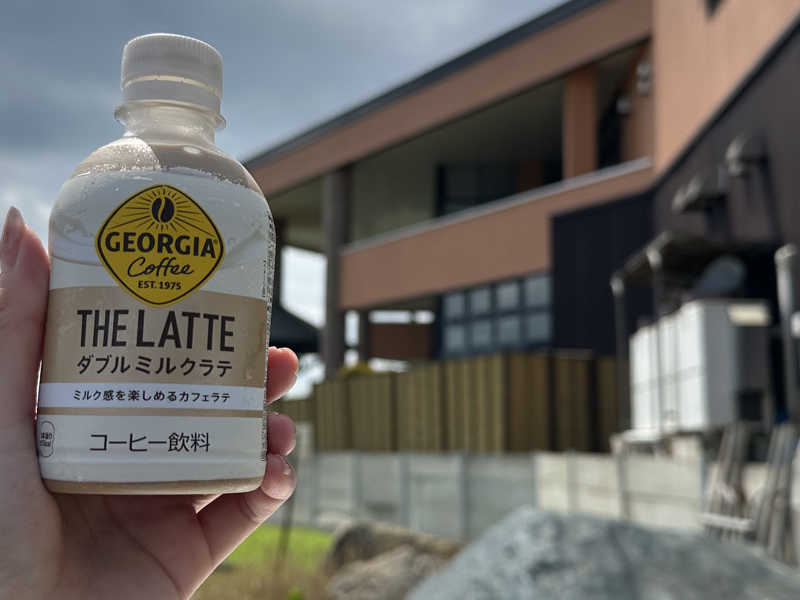 GEORGIA
Coffee
EST. 1975
THE LATTE
ダブルミルクラテ
ミルク感を楽しめるカフェラテ
コーヒー飲料